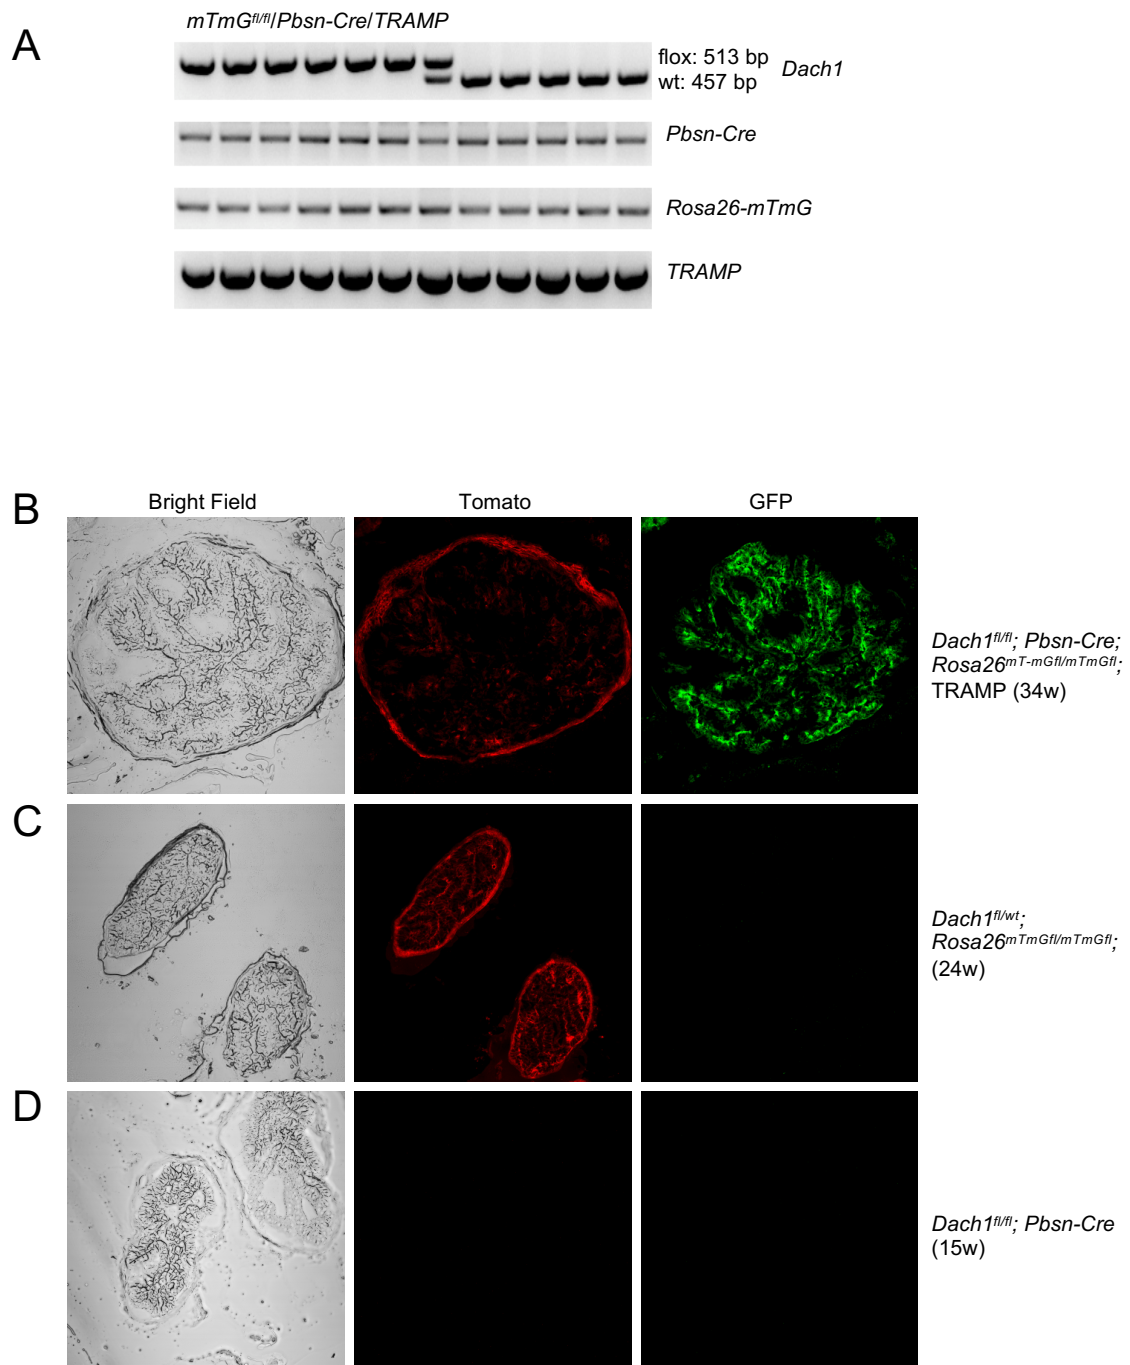 A
mTmGfl/fl/Pbsn-Cre/TRAMP
flox: 513 bp
wt: 457 bp
Dach1
Pbsn-Cre
Rosa26-mTmG
TRAMP
B
Bright Field
Tomato
GFP
Dach1fl/fl; Pbsn-Cre;
Rosa26mT-mGfl/mTmGfl;
TRAMP (34w)
C
Dach1fl/wt;
Rosa26mTmGfl/mTmGfl;
(24w)
D
Dach1fl/fl; Pbsn-Cre
(15w)